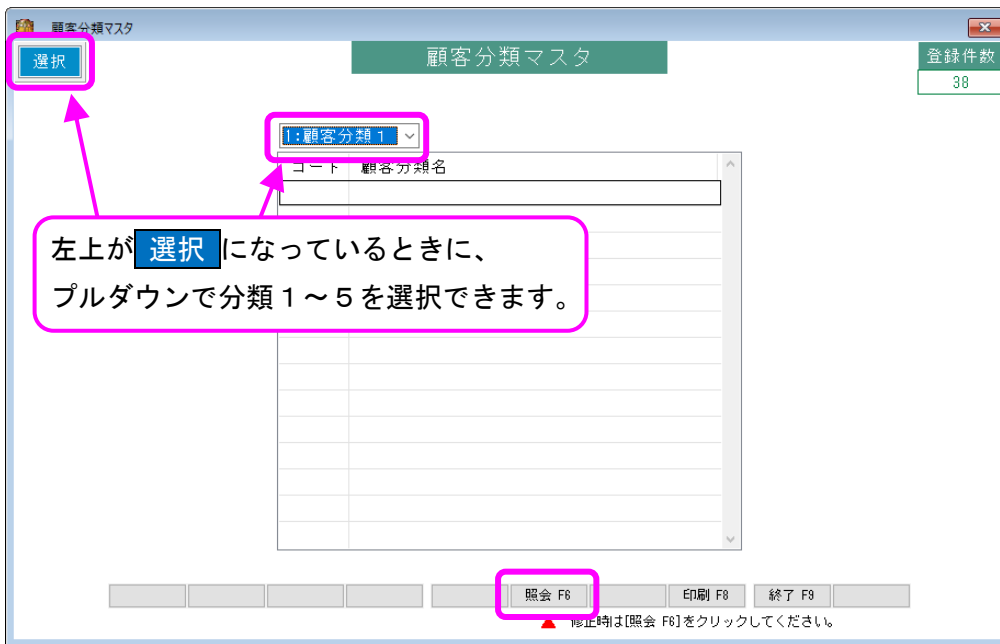 顧客分類マスタ
選択
顧客分類マスタ
登録件数
38
1:顧客分類1
コード 顧客分類名
左上が 選択 になっているときに、
プルダウンで分類1~5を選択できます。
照会 F6 印刷 F8 終了 F9
修正時は[照会 F6]をクリックしてください。